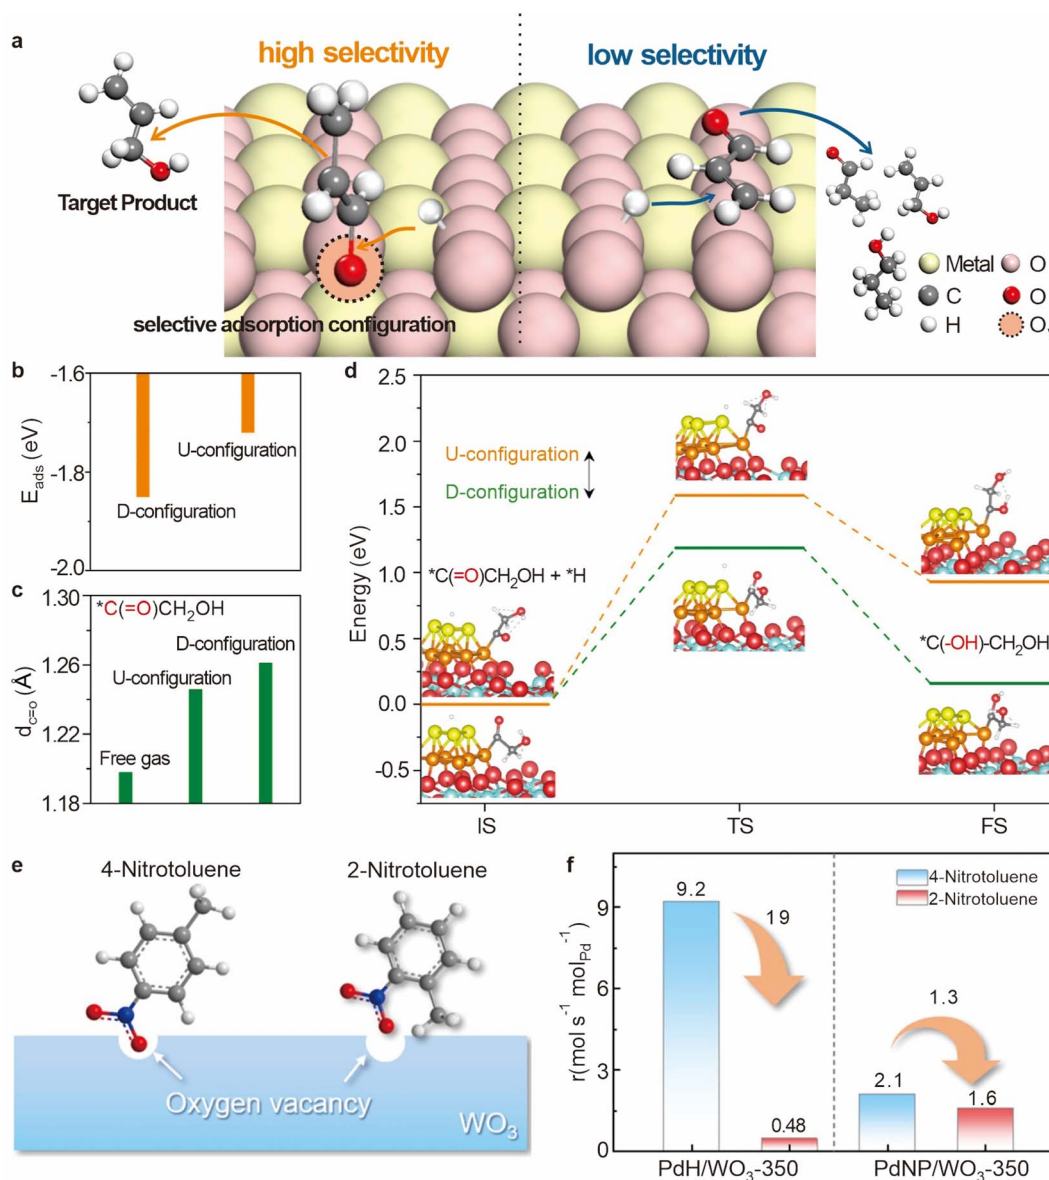 a
high selectivity
low selectivity
Target Product
selective adsorption configuration
Metal
O
C
O
H
b
-1.6
-1.8
-2.0
E_ads (eV)
U-configuration
D-configuration
c
1.30
1.26
1.22
1.18
d_c=o (Å)
*C(=O)CH₂OH
D-configuration
U-configuration
Free gas
d
2.5
2.0
1.5
1.0
0.5
0.0
-0.5
Energy (eV)
U-configuration
D-configuration
*C(=O)CH₂OH + *H
*C(-OH)-CH₂OH
IS
TS
FS
e
4-Nitrotoluene
2-Nitrotoluene
Oxygen vacancy
WO₃
f
9
6
3
0
r(mol s⁻¹ mol_Pd⁻¹)
4-Nitrotoluene
2-Nitrotoluene
9.2
19
0.48
2.1
1.3
1.6
PdH/WO₃-350
PdNP/WO₃-350